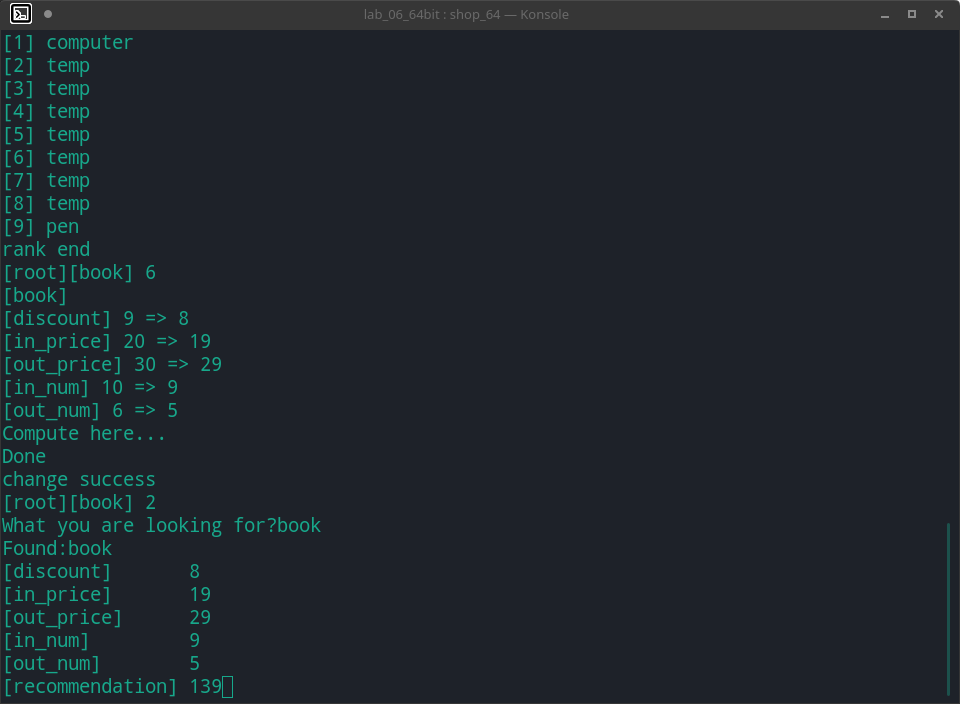 lab_06_64bit : shop_64 — Konsole
[1] computer
[2] temp
[3] temp
[4] temp
[5] temp
[6] temp
[7] temp
[8] temp
[9] pen
rank end
[root][book] 6
[book]
[discount] 9 => 8
[in_price] 20 => 19
[out_price] 30 => 29
[in_num] 10 => 9
[out_num] 6 => 5
Compute here...
Done
change success
[root][book] 2
What you are looking for?book
Found:book
[discount]       8
[in_price]       19
[out_price]      29
[in_num]         9
[out_num]        5
[recommendation] 139